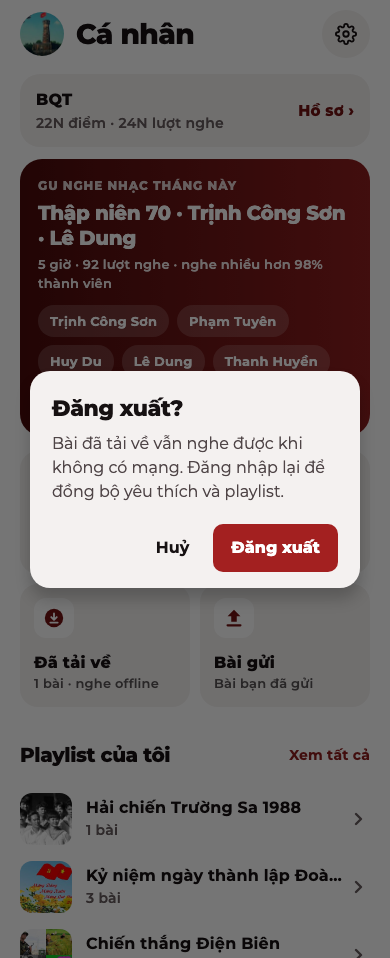 Cá nhân
BQT
22N điểm · 24N lượt nghe
Hồ sơ ›
GU NGHE NHẠC THÁNG NÀY
Thập niên 70 · Trịnh Công Sơn
· Lê Dung
5 giờ · 92 lượt nghe · nghe nhiều hơn 98%
thành viên
Trịnh Công Sơn
Phạm Tuyên
Huy Du
Lê Dung
Thanh Huyền
Đăng xuất?
Bài đã tải về vẫn nghe được khi
không có mạng. Đăng nhập lại để
đồng bộ yêu thích và playlist.
Huỷ
Đăng xuất
Đã tải về
1 bài · nghe offline
Bài gửi
Bài bạn đã gửi
Playlist của tôi
Xem tất cả
Hải chiến Trường Sa 1988
1 bài
Kỷ niệm ngày thành lập Đoà...
3 bài
Chiến thắng Điện Biên